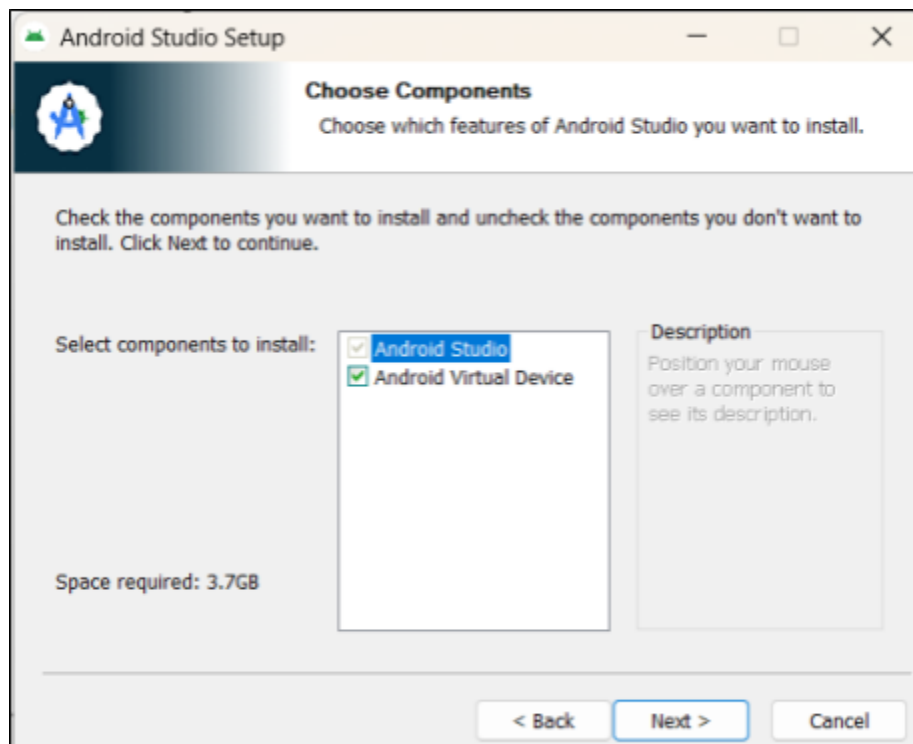 Android Studio Setup
Choose Components
Choose which features of Android Studio you want to install.
Check the components you want to install and uncheck the components you don't want to
install. Click Next to continue.
Select components to install:
Android Studio
Android Virtual Device
Description
Position your mouse
over a component to
see its description.
Space required: 3.7GB
< Back
Next >
Cancel